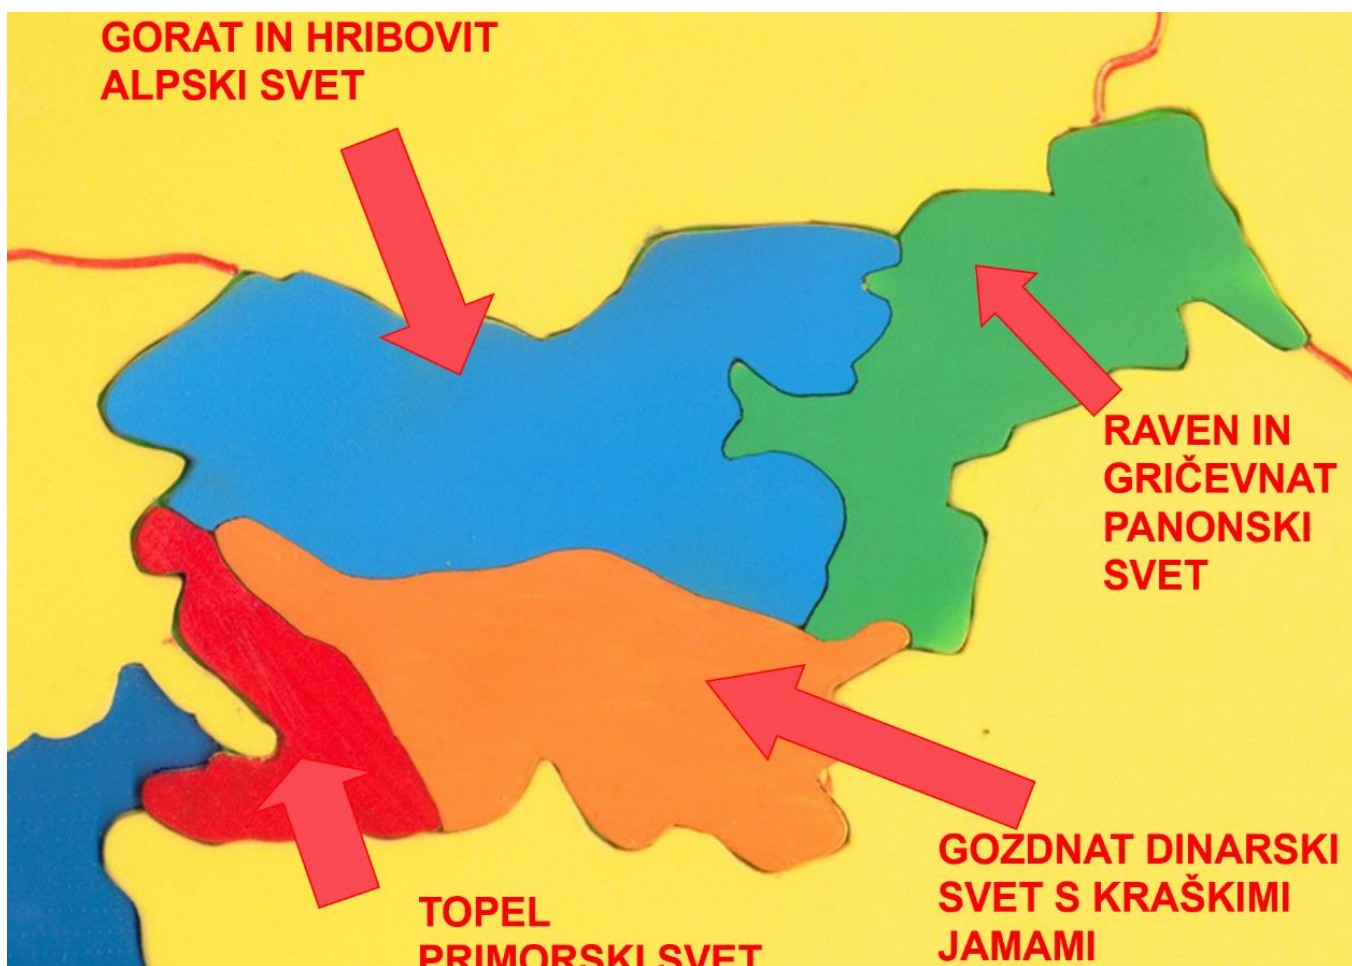 GORAT IN HRIBOVIT
ALPSKI SVET
RAVEN IN
GRIČEVNAT
PANONSKI
SVET
GOZDNAT DINARSKI
SVET S KRAŠKIMI
JAMAMI
TOPEL
PRIMORSKI SVET